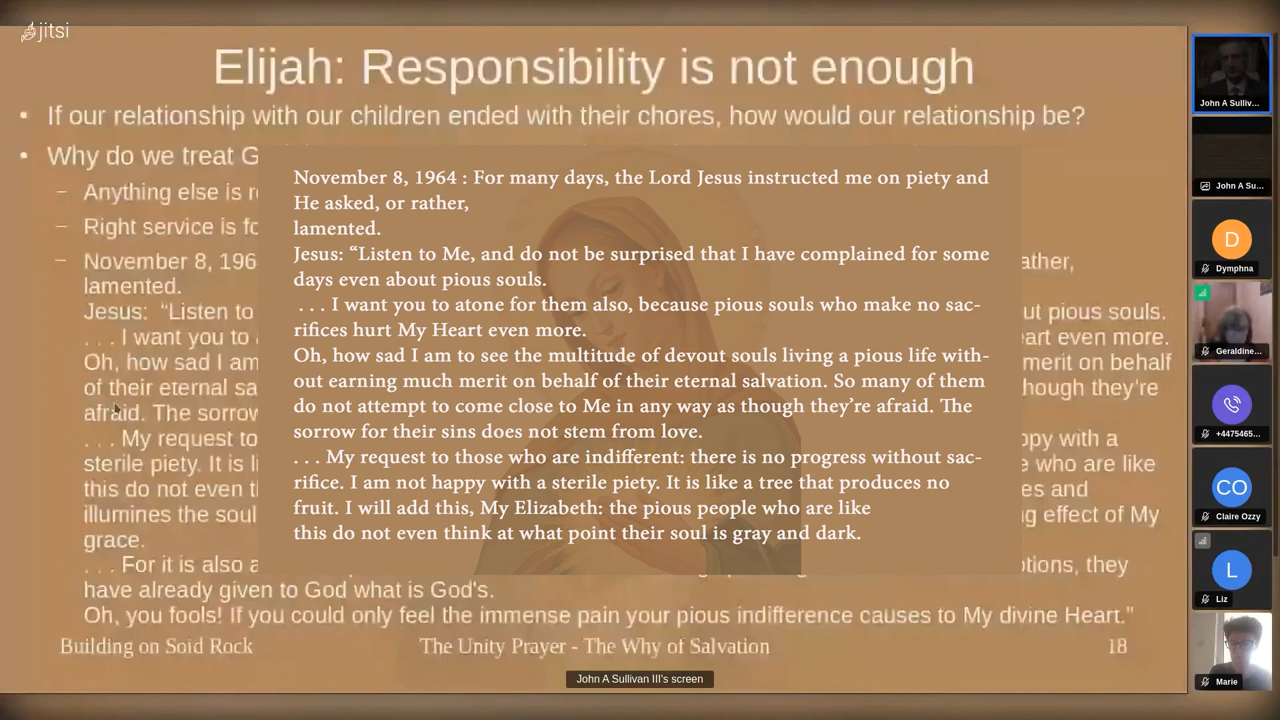 jitsi
Elijah: Responsibility is not enough
• If our relationship with our children ended with their chores, how would our relationship be?
• Why do we treat G
– Anything else is r
– Right service is fo
– November 8, 196
ather,
lamented.
Jesus: “Listen to
ut pious souls.
. . . I want you to
eart even more.
Oh, how sad I am
merit on behalf
of their eternal sa
hough they’re
afraid. The sorrow
. . . My request to
ppy with a
sterile piety. It is li
e who are like
this do not even t
es and
illumines the soul
g effect of My
grace.
. . . For it is also a
otions, they
have already given to God what is God's.
Oh, you fools! If you could only feel the immense pain your pious indifference causes to My divine Heart."
November 8, 1964 : For many days, the Lord Jesus instructed me on piety and
He asked, or rather,
lamented.
Jesus: “Listen to Me, and do not be surprised that I have complained for some
days even about pious souls.
. . . I want you to atone for them also, because pious souls who make no sac-
rifices hurt My Heart even more.
Oh, how sad I am to see the multitude of devout souls living a pious life with-
out earning much merit on behalf of their eternal salvation. So many of them
do not attempt to come close to Me in any way as though they’re afraid. The
sorrow for their sins does not stem from love.
. . . My request to those who are indifferent: there is no progress without sac-
rifice. I am not happy with a sterile piety. It is like a tree that produces no
fruit. I will add this, My Elizabeth: the pious people who are like
this do not even think at what point their soul is gray and dark.
Building on Soid Rock
The Unity Prayer - The Why of Salvation
18
John A Sullivan III's screen
John A Sulliv...
John A Su...
D
Dymphna
Geraldine...
+4475465...
CO
Claire Ozzy
L
Liz
Marie